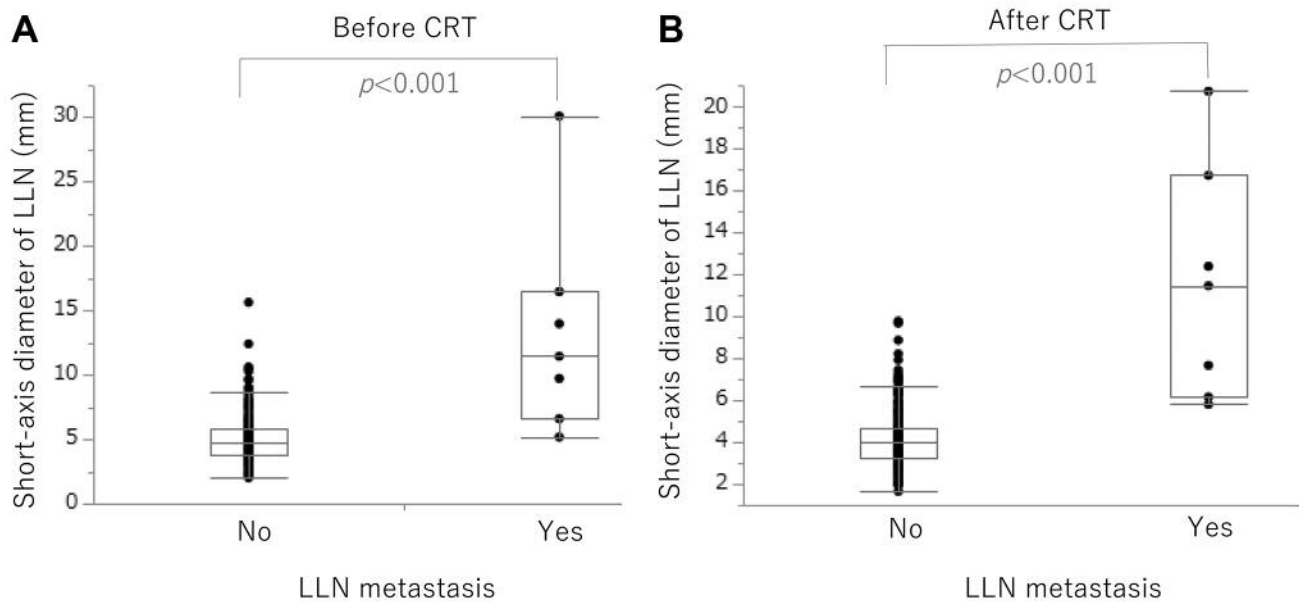 A
Before CRT
p<0.001
Short-axis diameter of LLN (mm)
30
25
20
15
10
5
0
No
Yes
LLN metastasis
B
After CRT
p<0.001
Short-axis diameter of LLN (mm)
20
18
16
14
12
10
8
6
4
2
No
Yes
LLN metastasis